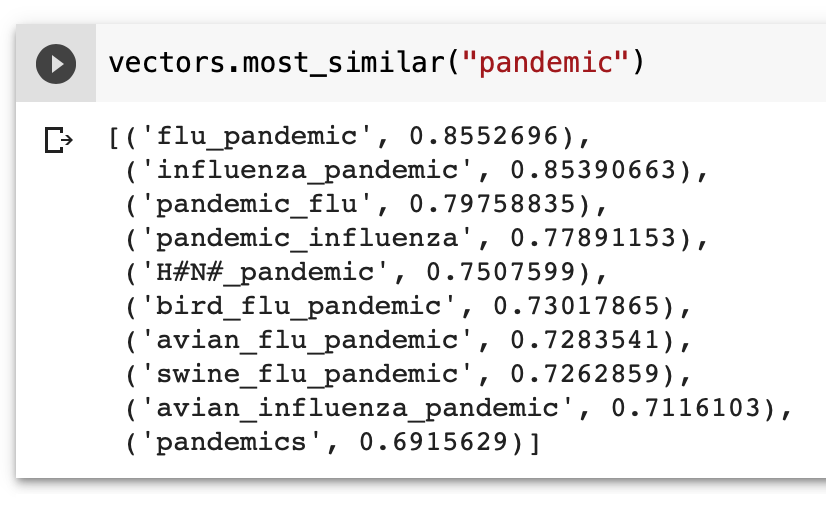 vectors.most_similar("pandemic")
[('flu_pandemic', 0.8552696),
('influenza_pandemic', 0.85390663),
('pandemic_flu', 0.79758835),
('pandemic_influenza', 0.77891153),
('H#N#_pandemic', 0.7507599),
('bird_flu_pandemic', 0.73017865),
('avian_flu_pandemic', 0.7283541),
('swine_flu_pandemic', 0.7262859),
('avian_influenza_pandemic', 0.7116103),
('pandemics', 0.6915629)]